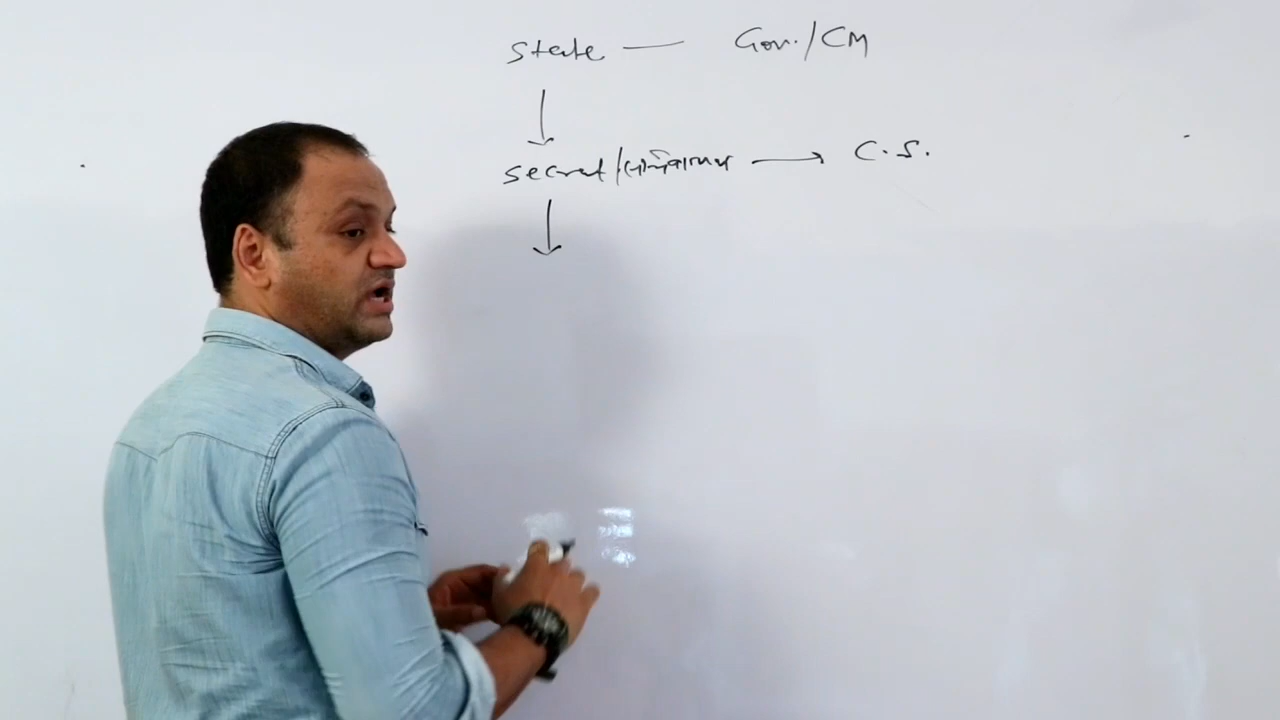 State — Gov./CM
↓
Secret/सचिवालय → C.S.
↓